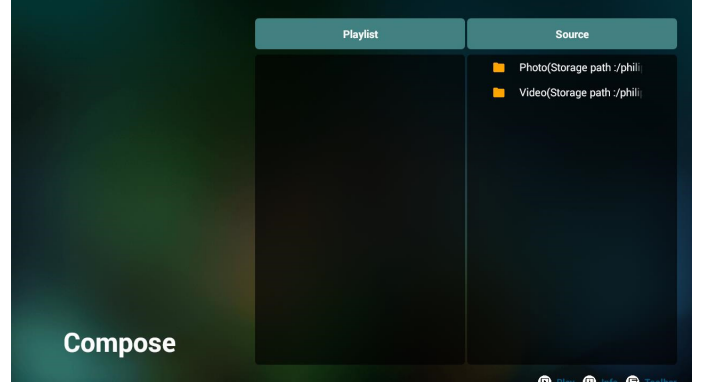 Playlist
Source
Photo(Storage path :/phili
Video(Storage path :/phili
Compose